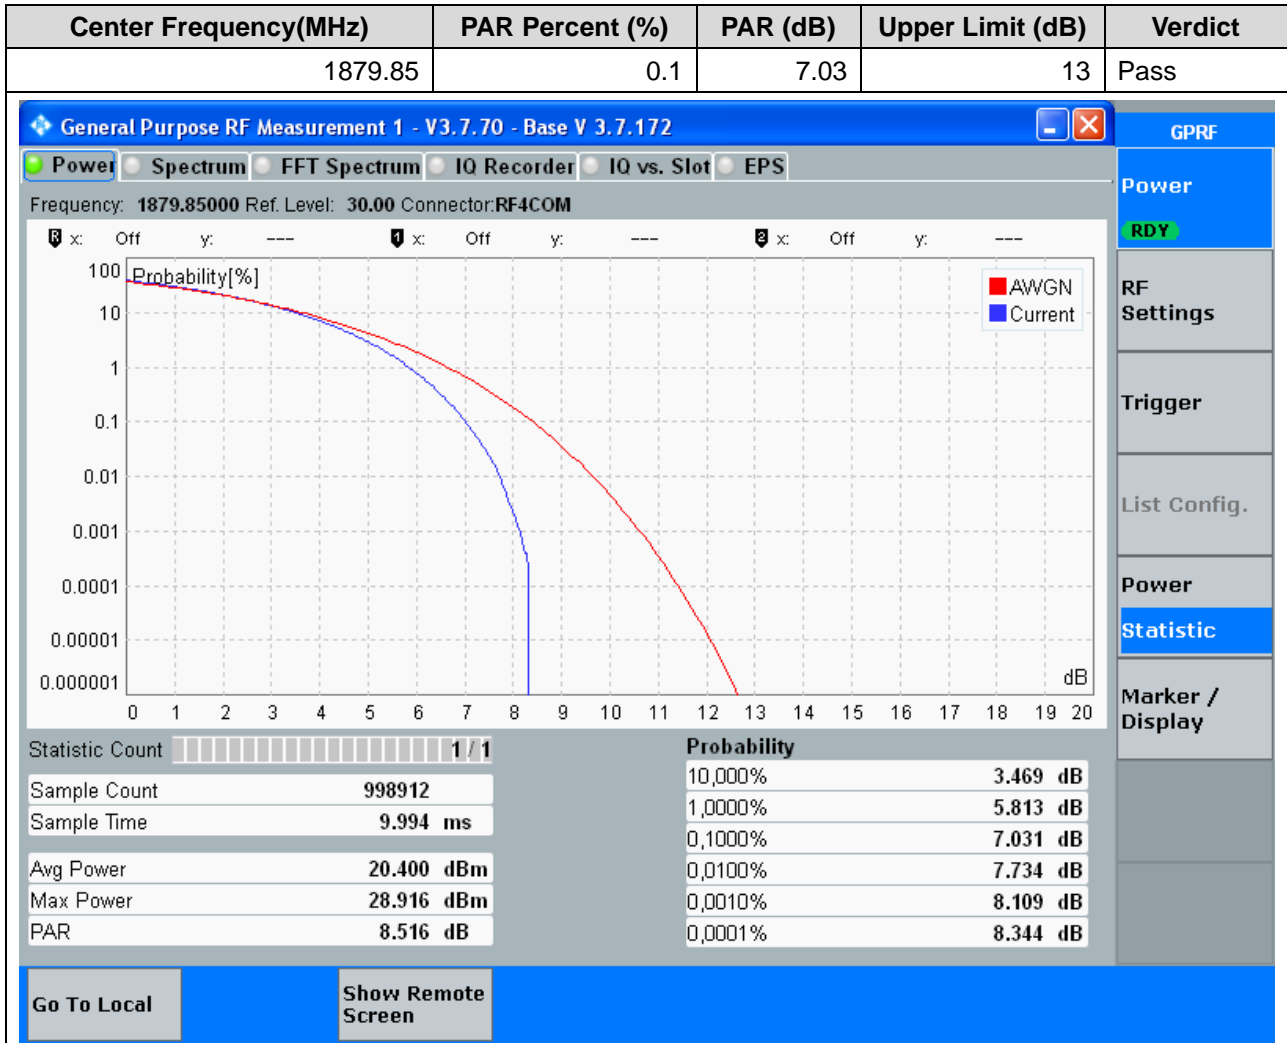 Center Frequency(MHz) PAR Percent (%) PAR (dB) Upper Limit (dB) Verdict
1879.85 0.1 7.03 13 Pass
General Purpose RF Measurement 1 - V3.7.70 - Base V 3.7.172
GPRF
Power Spectrum FFT Spectrum IQ Recorder IQ vs. Slot EPS
Frequency: 1879.85000 Ref. Level: 30.00 Connector:RF4COM
R x: Off y: --- 1 x: Off y: --- 2 x: Off y: ---
Probability[%]
AWGN
Current
100
10
1
0.1
0.01
0.001
0.0001
0.00001
0.000001
dB
0 1 2 3 4 5 6 7 8 9 10 11 12 13 14 15 16 17 18 19 20
Statistic Count 1 / 1
Sample Count 998912
Sample Time 9.994 ms
Avg Power 20.400 dBm
Max Power 28.916 dBm
PAR 8.516 dB
Probability
10,000% 3.469 dB
1,0000% 5.813 dB
0,1000% 7.031 dB
0,0100% 7.734 dB
0,0010% 8.109 dB
0,0001% 8.344 dB
Power
RDY
RF
Settings
Trigger
List Config.
Power
Statistic
Marker /
Display
Go To Local
Show Remote
Screen